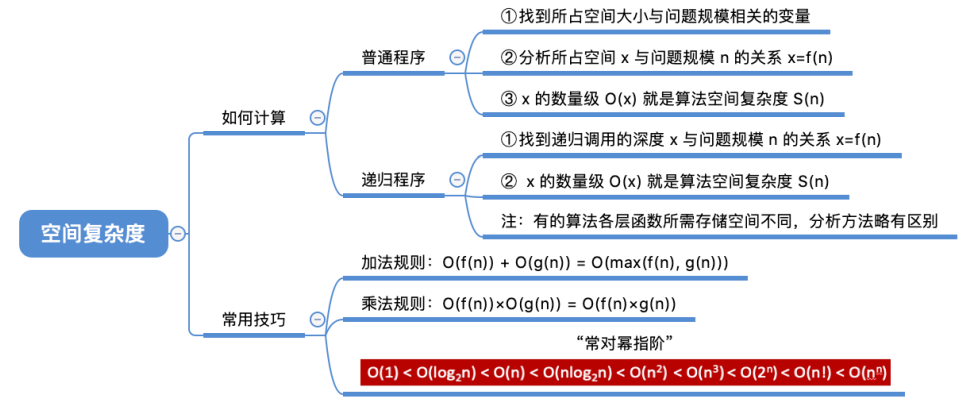 空间复杂度
如何计算
普通程序
①找到所占空间大小与问题规模相关的变量
②分析所占空间 x 与问题规模 n 的关系 x=f(n)
③ x 的数量级 O(x) 就是算法空间复杂度 S(n)
递归程序
①找到递归调用的深度 x 与问题规模 n 的关系 x=f(n)
② x 的数量级 O(x) 就是算法空间复杂度 S(n)
注：有的算法各层函数所需存储空间不同，分析方法略有区别
常用技巧
加法规则：O(f(n)) + O(g(n)) = O(max(f(n), g(n)))
乘法规则：O(f(n))×O(g(n)) = O(f(n)×g(n))
“常对幂指阶”
O(1) < O(log₂n) < O(n) < O(nlog₂n) < O(n²) < O(n³) < O(2ⁿ) < O(n!) < O(nⁿ)